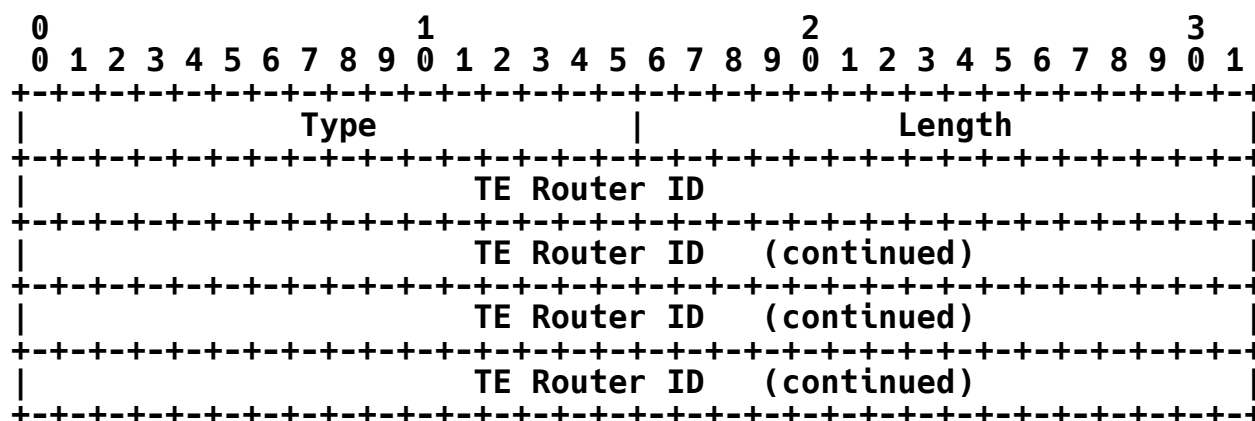 0                   1                   2                   3
 0 1 2 3 4 5 6 7 8 9 0 1 2 3 4 5 6 7 8 9 0 1 2 3 4 5 6 7 8 9 0 1
+-+-+-+-+-+-+-+-+-+-+-+-+-+-+-+-+-+-+-+-+-+-+-+-+-+-+-+-+-+-+-+-+
|              Type             |             Length            |
+-+-+-+-+-+-+-+-+-+-+-+-+-+-+-+-+-+-+-+-+-+-+-+-+-+-+-+-+-+-+-+-+
|                       TE Router ID                            |
+-+-+-+-+-+-+-+-+-+-+-+-+-+-+-+-+-+-+-+-+-+-+-+-+-+-+-+-+-+-+-+-+
|                       TE Router ID   (continued)              |
+-+-+-+-+-+-+-+-+-+-+-+-+-+-+-+-+-+-+-+-+-+-+-+-+-+-+-+-+-+-+-+-+
|                       TE Router ID   (continued)              |
+-+-+-+-+-+-+-+-+-+-+-+-+-+-+-+-+-+-+-+-+-+-+-+-+-+-+-+-+-+-+-+-+
|                       TE Router ID   (continued)              |
+-+-+-+-+-+-+-+-+-+-+-+-+-+-+-+-+-+-+-+-+-+-+-+-+-+-+-+-+-+-+-+-+